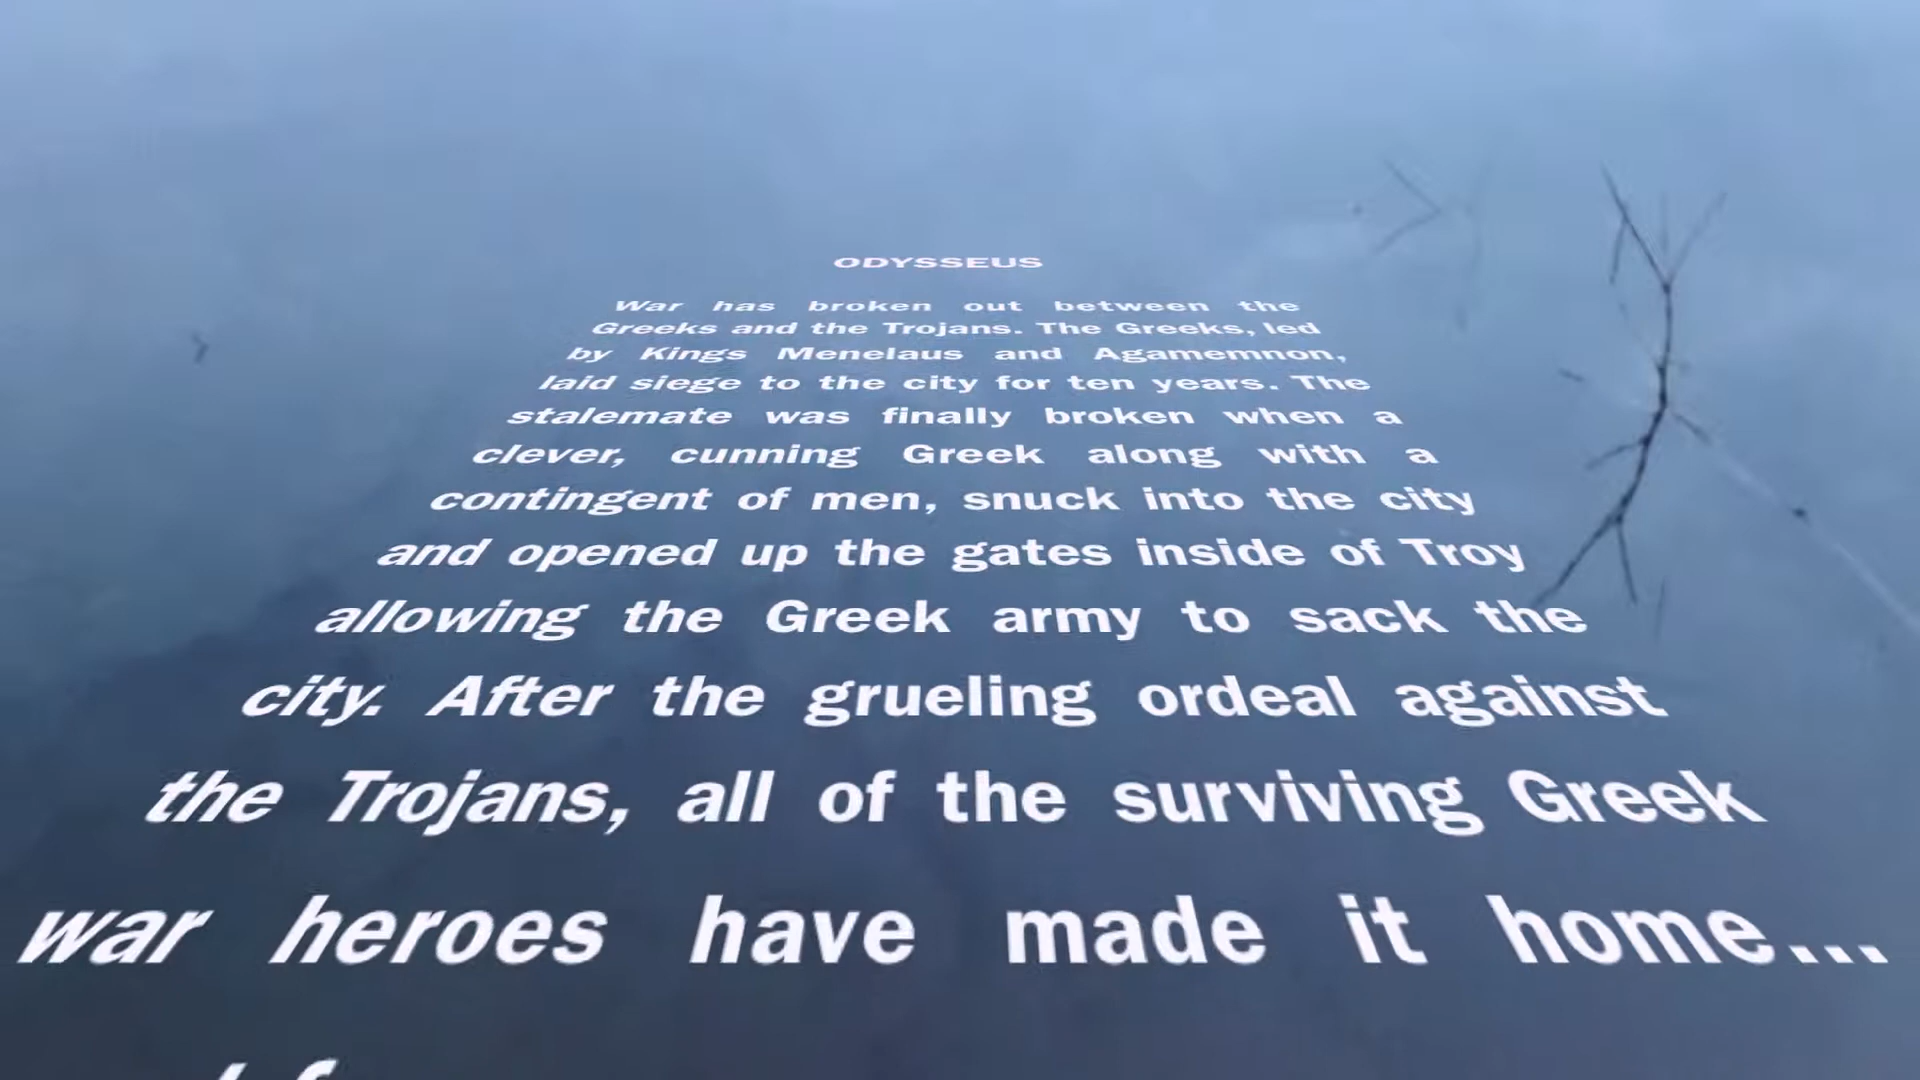 ODYSSEUS
War has broken out between the
Greeks and the Trojans. The Greeks, led
by Kings Menelaus and Agamemnon,
laid siege to the city for ten years. The
stalemate was finally broken when a
clever, cunning Greek along with a
contingent of men, snuck into the city
and opened up the gates inside of Troy
allowing the Greek army to sack the
city. After the grueling ordeal against
the Trojans, all of the surviving Greek
war heroes have made it home...